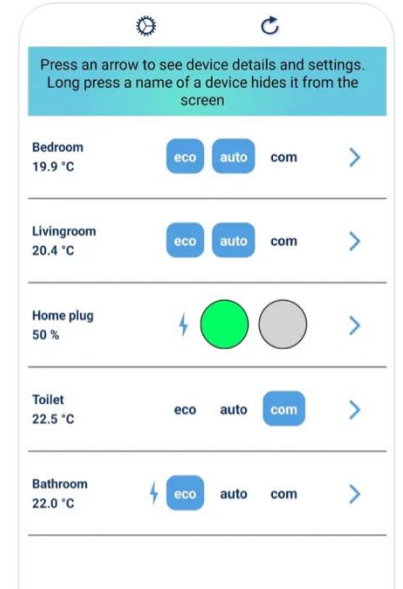 Press an arrow to see device details and settings.
Long press a name of a device hides it from the
screen
Bedroom
19.9 °C
eco auto com
Livingroom
20.4 °C
eco auto com
Home plug
50 %
Toilet
22.5 °C
eco auto com
Bathroom
22.0 °C
eco auto com